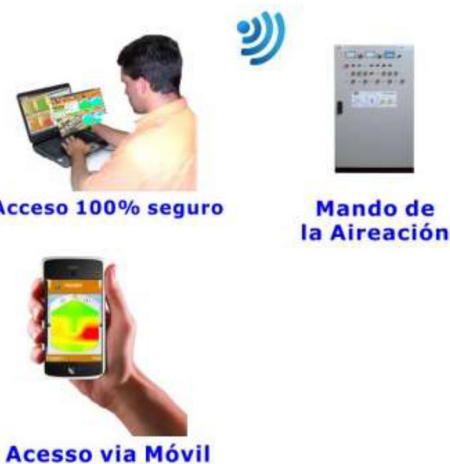 Acceso 100% seguro
Mando de
la Aireación
Acesso via Móvil